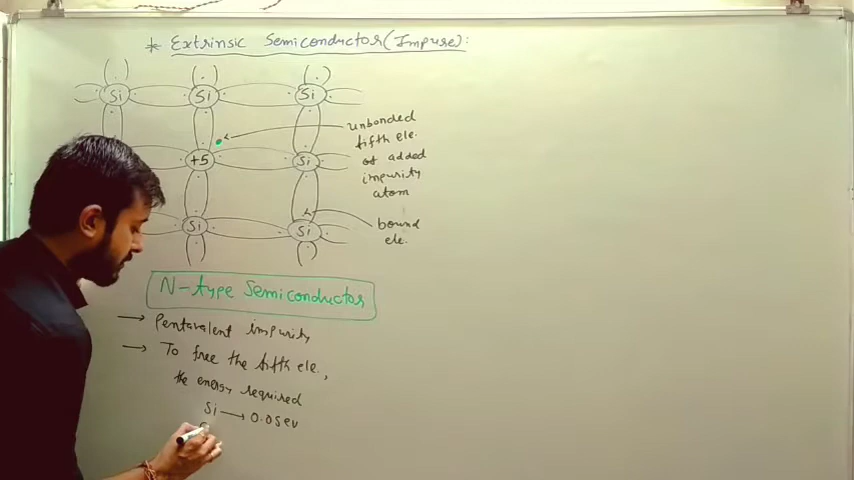 * Extrinsic Semiconductor (Impure):
Si Si Si
+5 Si
Si Si
unbonded
fifth ele.
of added
impurity
atom
bound
ele.
N-type Semiconductor
→ Pentavalent impurity
→ To free the fifth ele.,
the energy required
Si → 0.05ev